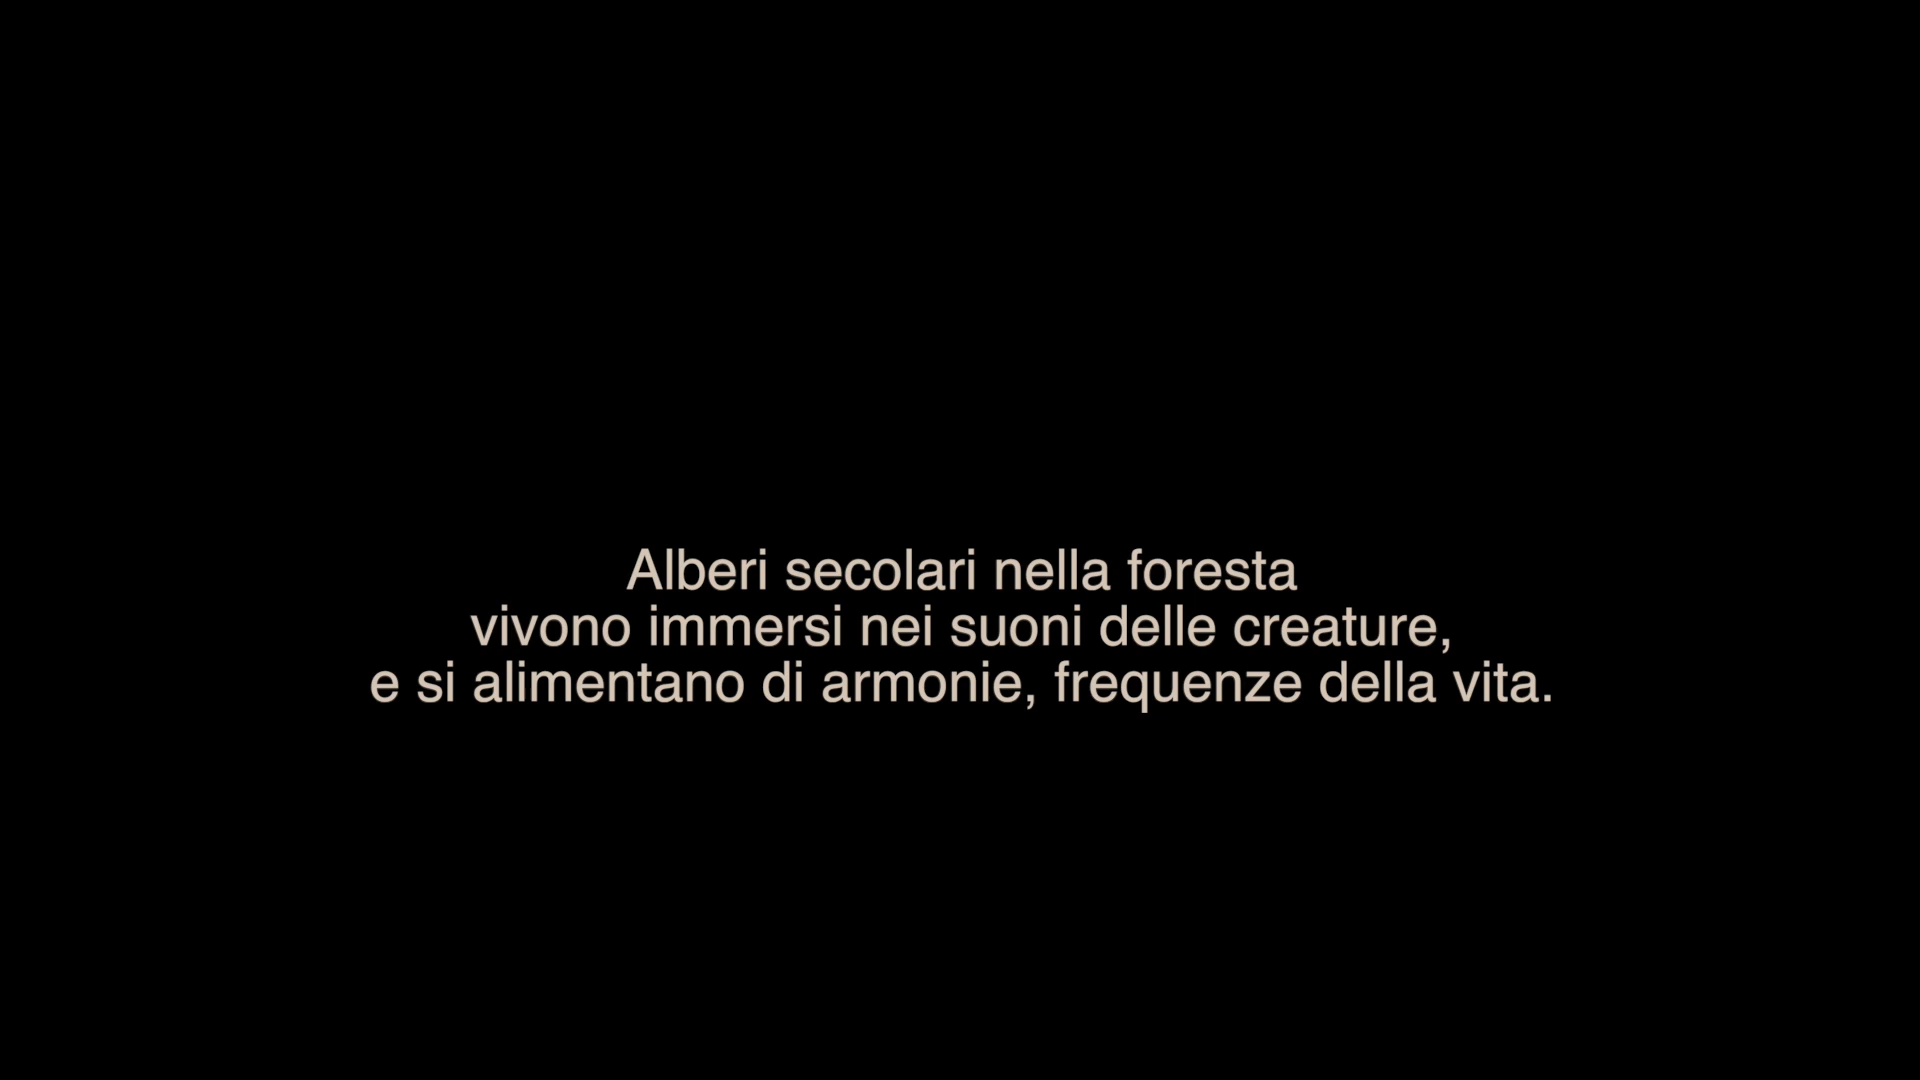 Alberi secolari nella foresta
vivono immersi nei suoni delle creature,
e si alimentano di armonie, frequenze della vita.